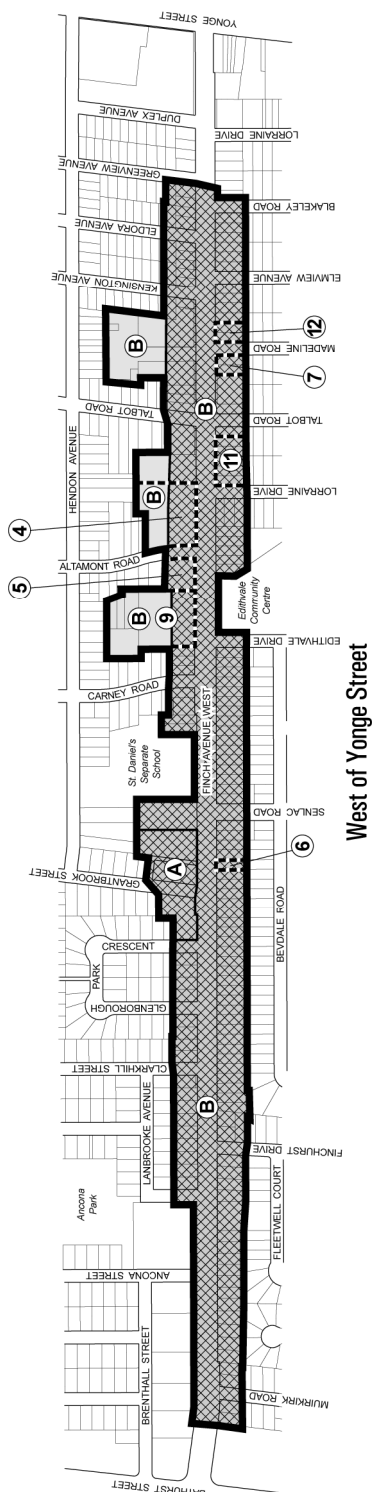 YONGE STREET
DUPLEX AVENUE
GREENVIEW AVENUE
ELDORA AVENUE
KENSINGTON AVENUE
TALBOT ROAD
HENDON AVENUE
ALTAMONT ROAD
CARNEY ROAD
St. Daniel's
Separate
School
GRANTBROOK STREET
CRESCENT
PARK
GLENBOROUGH
CLARKHILL STREET
LANBROOKE AVENUE
Ancona
Park
ANCONA STREET
BRENTHALL STREET
BATHURST STREET
B
B
4
5
B
9
A
B
B
FINCH AVENUE WEST
LORRAINE DRIVE
BLAKELEY ROAD
ELMVIEW AVENUE
12
MADELINE ROAD
7
TALBOT ROAD
11
LORRAINE DRIVE
Edithvale
Community
Centre
EDITHVALE DRIVE
SENLAC ROAD
6
BEVDALE ROAD
FINCHURST DRIVE
FLEETWELL COURT
MUIRKIRK ROAD
West of Yonge Street